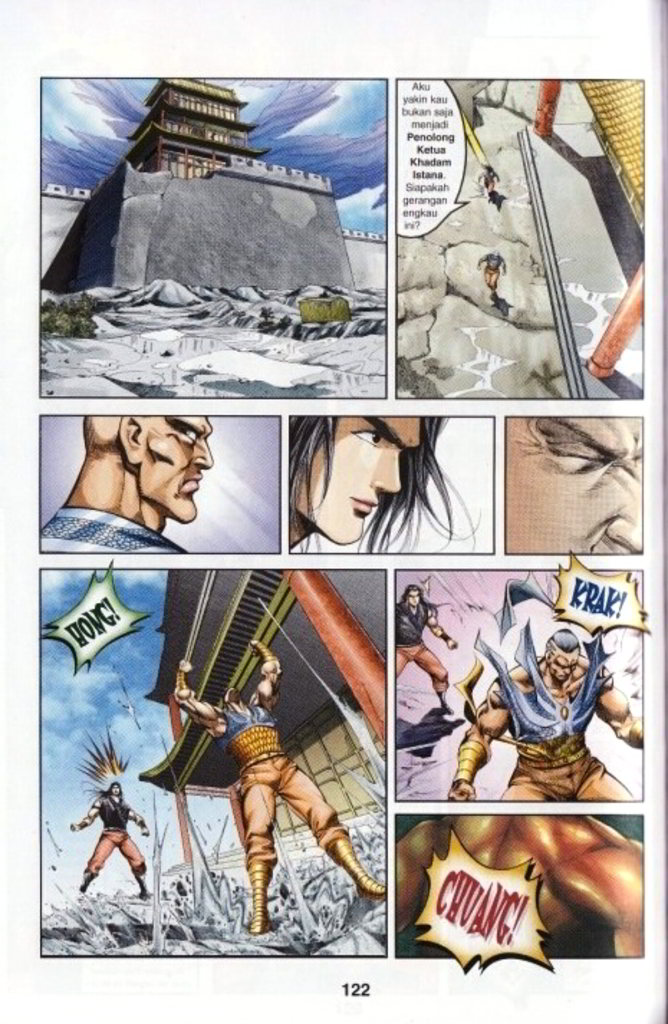 Aku
yakin kau
bukan saja
menjadi
Penolong
Ketua
Khadam
Istana.
Siapakah
gerangan
engkau
ini?
HONG!
KRAK!
CHUANG!
122